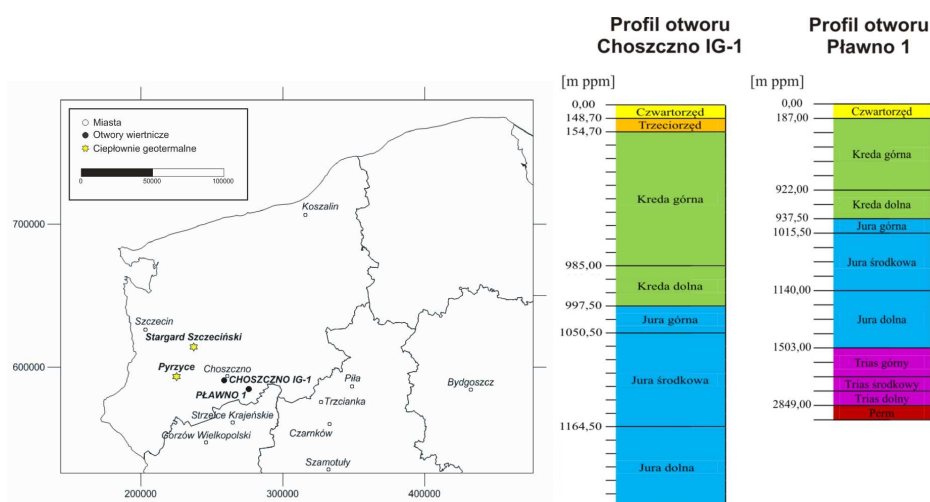 Miasta
Otwory wiertnicze
Ciepłownie geotermalne
0
50000
100000
700000
600000
200000
300000
400000
Koszalin
Szczecin
Stargard Szczeciński
Pyrzyce
Choszczno
CHOSZCZNO IG-1
PŁAWNO 1
Piła
Bydgoszcz
Trzcianka
Strzelce Krajeńskie
Gorzów Wielkopolski
Czarnków
Szamotuły
Profil otworu
Choszczno IG-1
[m ppm]
0,00
Czwartorzęd
148,70
Trzeciorzęd
154,70
Kreda górna
985,00
Kreda dolna
997,50
Jura górna
1050,50
Jura środkowa
1164,50
Jura dolna
Profil otworu
Pławno 1
[m ppm]
0,00
Czwartorzęd
187,00
Kreda górna
922,00
Kreda dolna
937,50
Jura górna
1015,50
Jura środkowa
1140,00
Jura dolna
1503,00
Trias górny
Trias środkowy
Trias dolny
2849,00
Perm